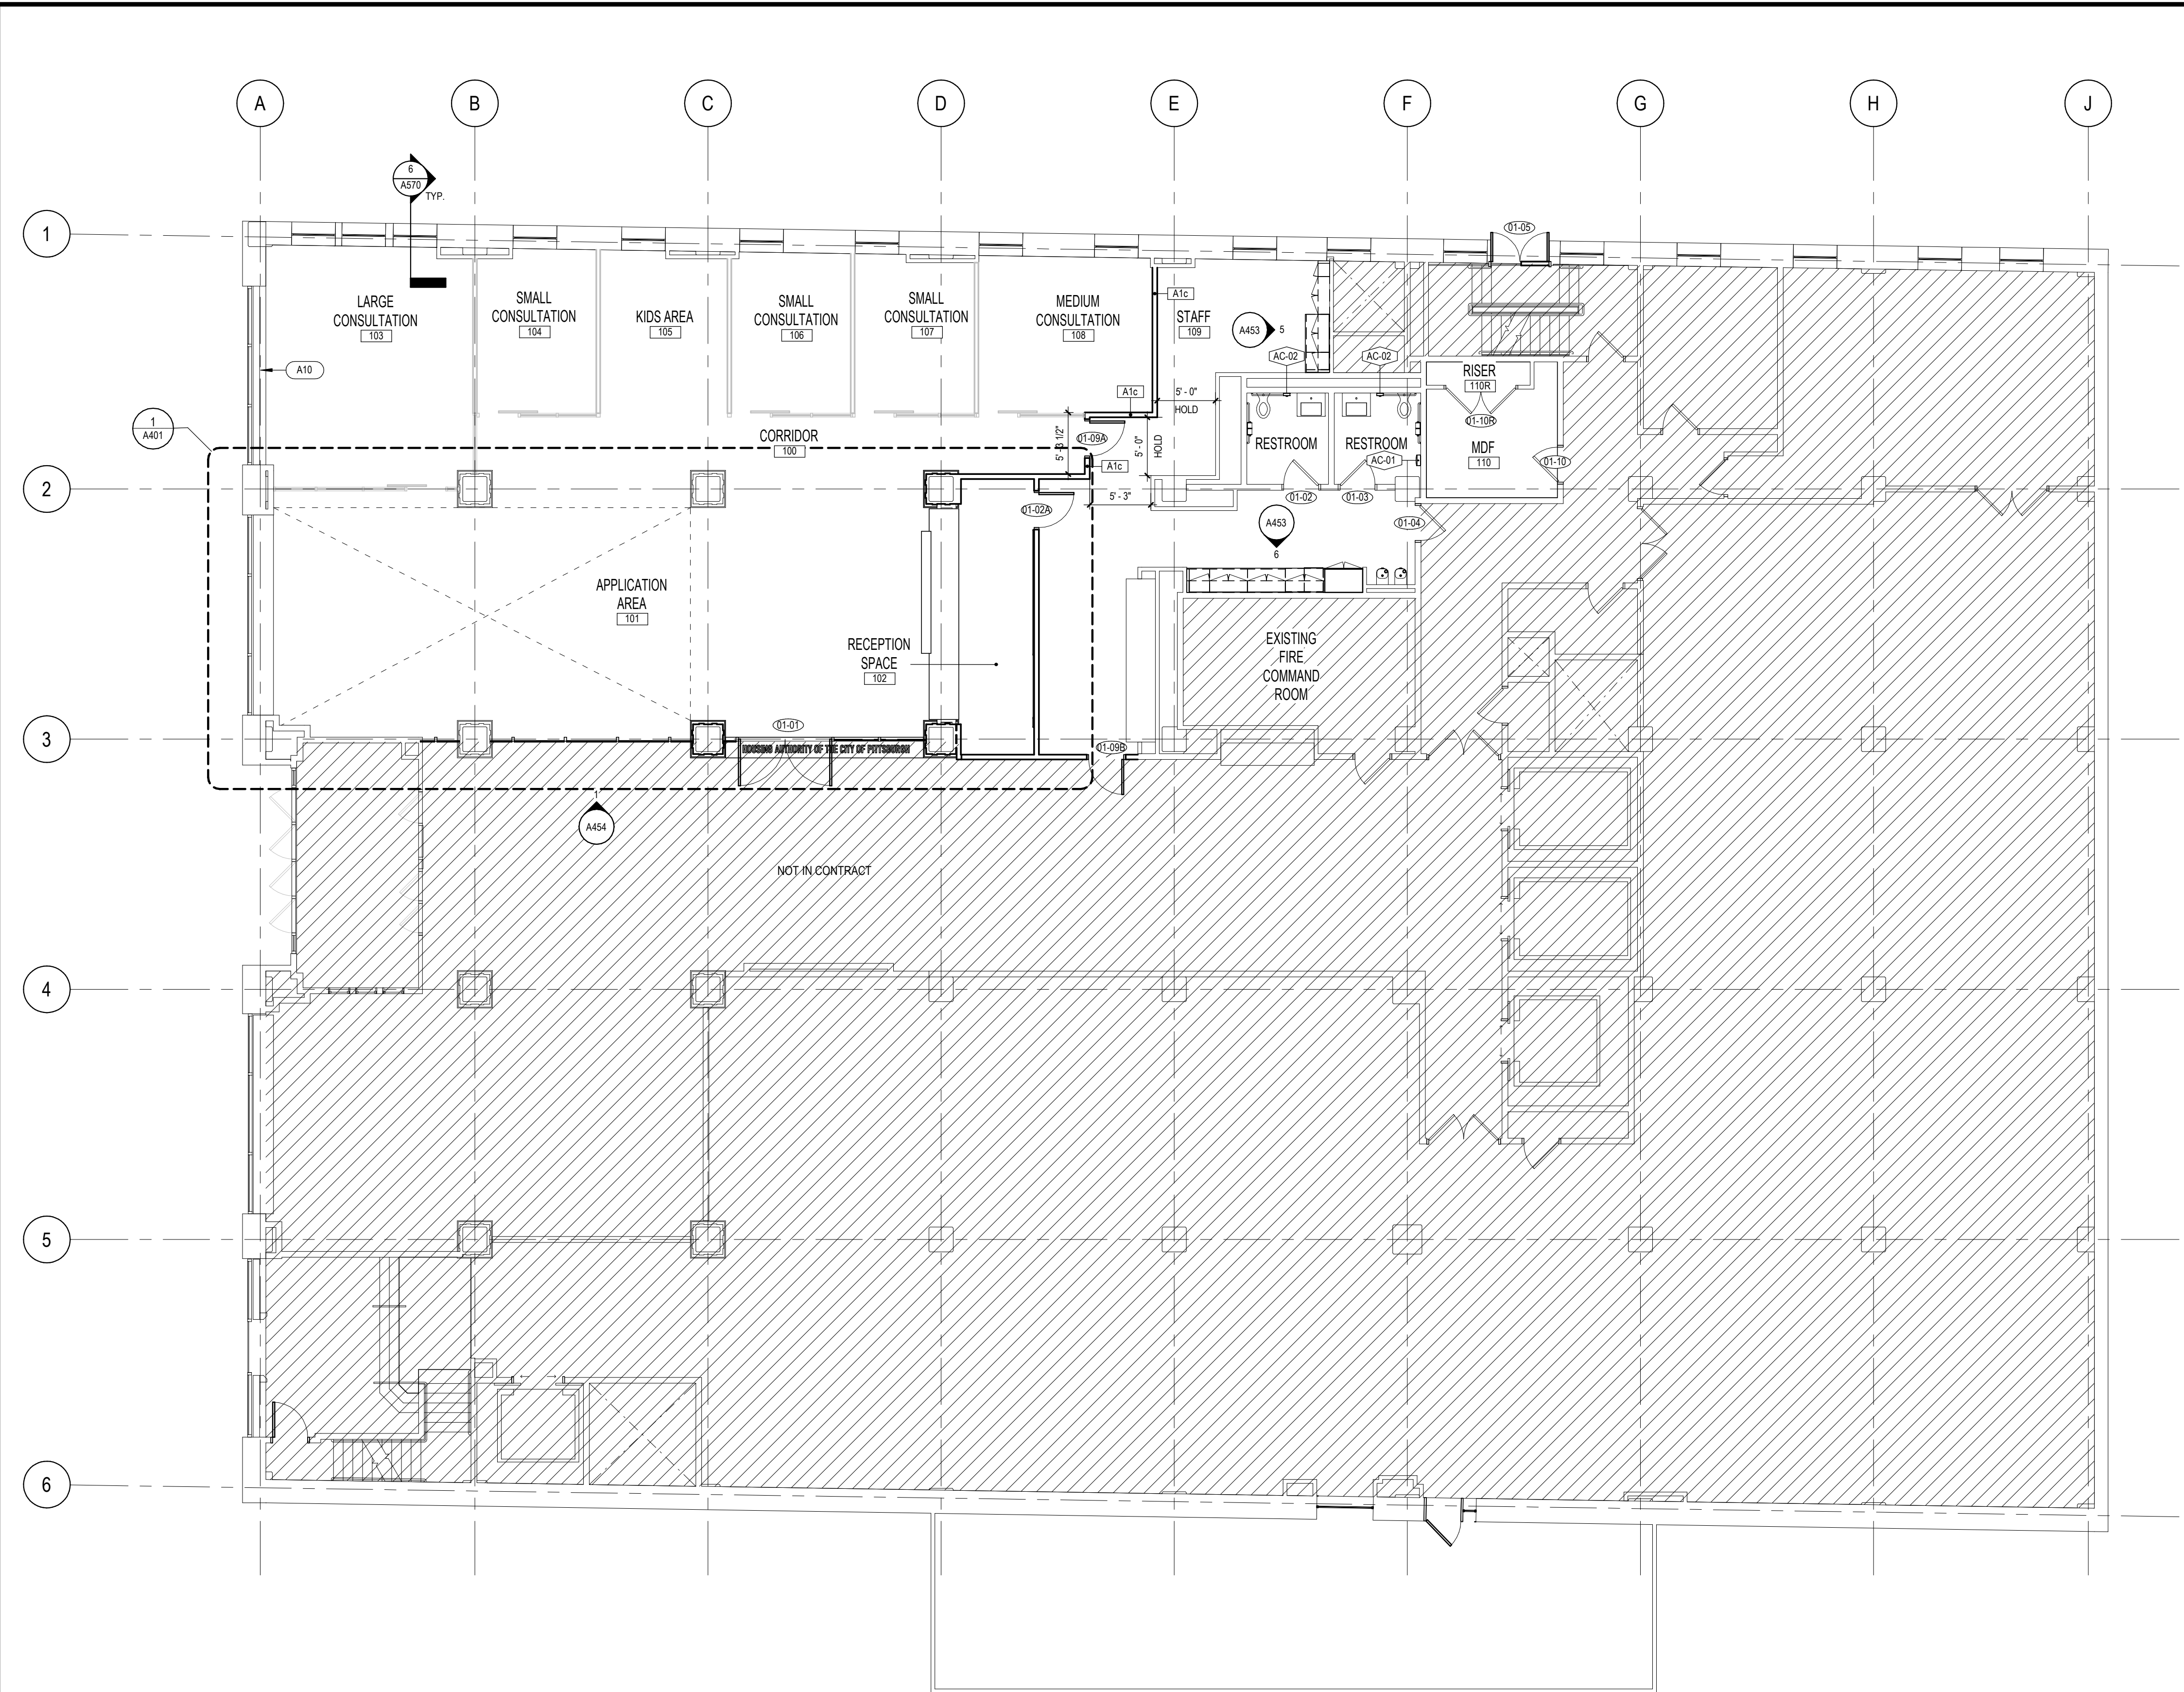 A
B
C
D
E
F
G
H
J
6
A570
TYP.
1
01-05
LARGE
CONSULTATION
103
SMALL
CONSULTATION
104
KIDS AREA
105
SMALL
CONSULTATION
106
SMALL
CONSULTATION
107
MEDIUM
CONSULTATION
108
A1c
STAFF
109
A453
5
AC-02
AC-02
A10
RISER
110R
A1c
5' - 0"
HOLD
01-10R
1
A401
CORRIDOR
100
5' - 3 1/2"
01-09A
5' - 0"
HOLD
RESTROOM
RESTROOM
MDF
110
AC-01
A1c
01-10
2
5' - 3"
01-02
01-03
01-02A
A453
6
01-04
APPLICATION
AREA
101
RECEPTION
SPACE
102
EXISTING
FIRE
COMMAND
ROOM
01-01
3
HOUSING AUTHORITY OF THE CITY OF PITTSBURGH
01-09B
1
A454
NOT IN CONTRACT
4
5
6